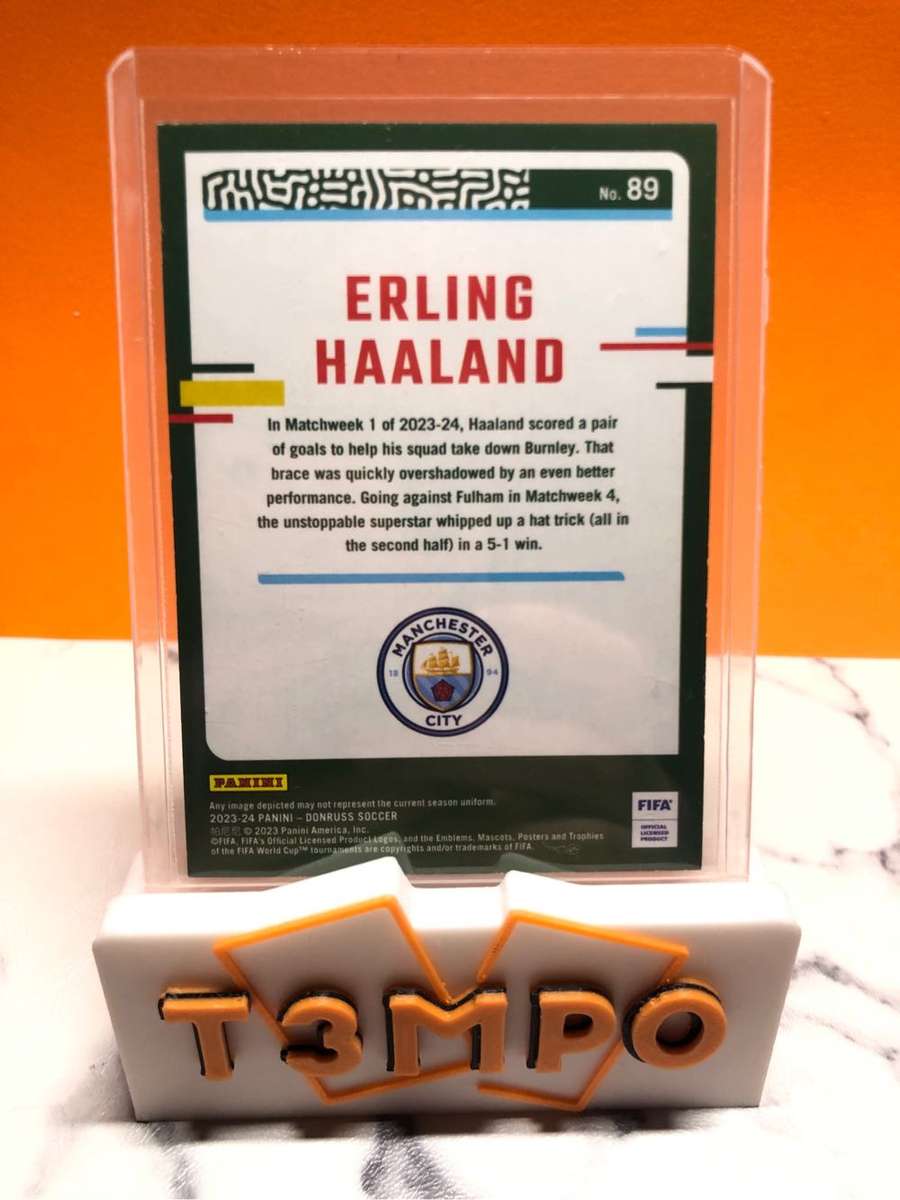 No. 89
ERLING
HAALAND
In Matchweek 1 of 2023-24, Haaland scored a pair
of goals to help his squad take down Burnley. That
brace was quickly overshadowed by an even better
performance. Going against Fulham in Matchweek 4,
the unstoppable superstar whipped up a hat trick (all in
the second half) in a 5-1 win.
MANCHESTER
18 94
CITY
PANINI
Any image depicted may not represent the current season uniform.
2023-24 PANINI – DONRUSS SOCCER
帕尼尼 © 2023 Panini America, Inc.
©FIFA, FIFA's Official Licensed Product Logos, and the Emblems, Mascots, Posters and Trophies
of the FIFA World Cup™ tournaments are copyrights and/or trademarks of FIFA.
FIFA®
OFFICIAL
LICENSED
PRODUCT
T3MPO